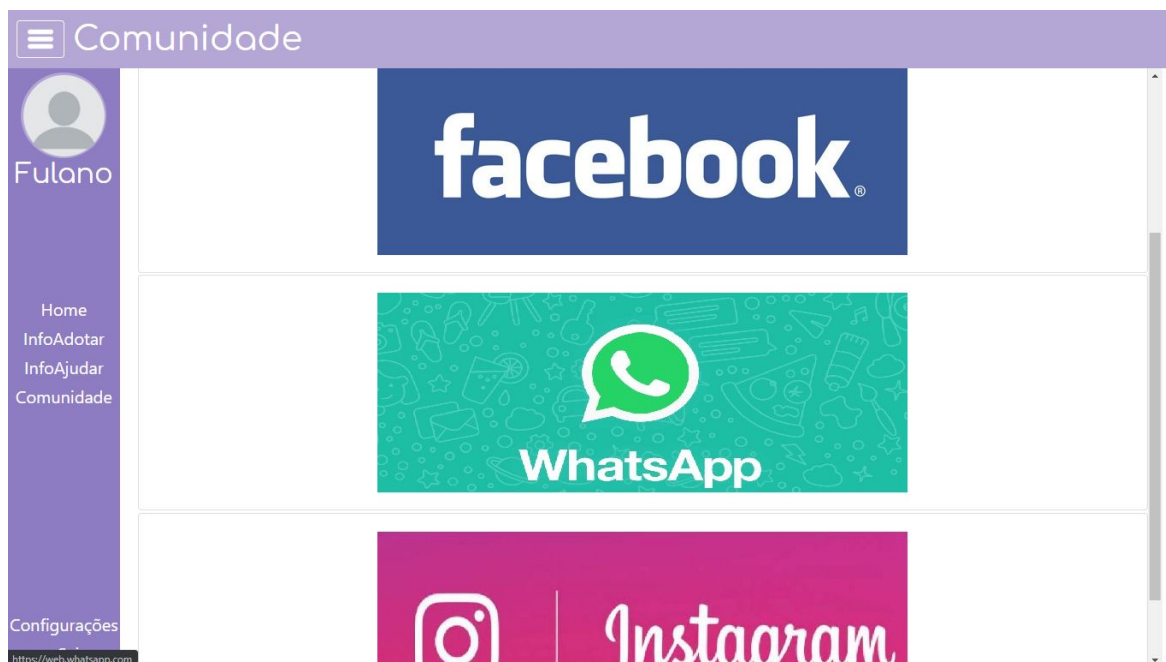 Comunidade
Fulano
Home
InfoAdotar
InfoAjudar
Comunidade
Configurações
https://web.whatsapp.com
facebook®
WhatsApp
Instagram